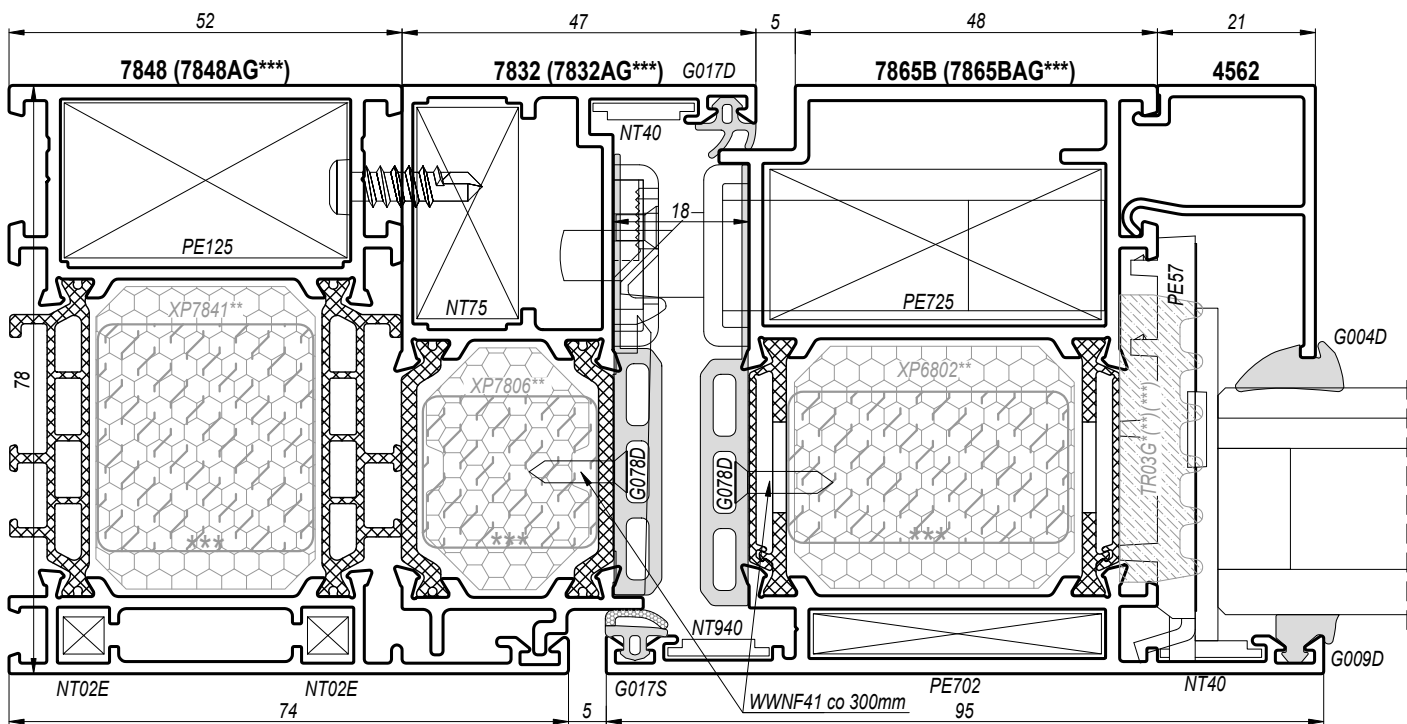 52 47 5 48 21
7848 (7848AG***) 7832 (7832AG***) G017D 7865B (7865BAG***) 4562
NT40
18
PE125
NT75
PE725
PE57
XP7841**
XP7806**
XP6802**
G004D
78
TR03G*(**)(***)
G078D G078D
*** *** ***
NT940
G009D
NT02E NT02E G017S WWNF41 co 300mm PE702 NT40
74 5 95